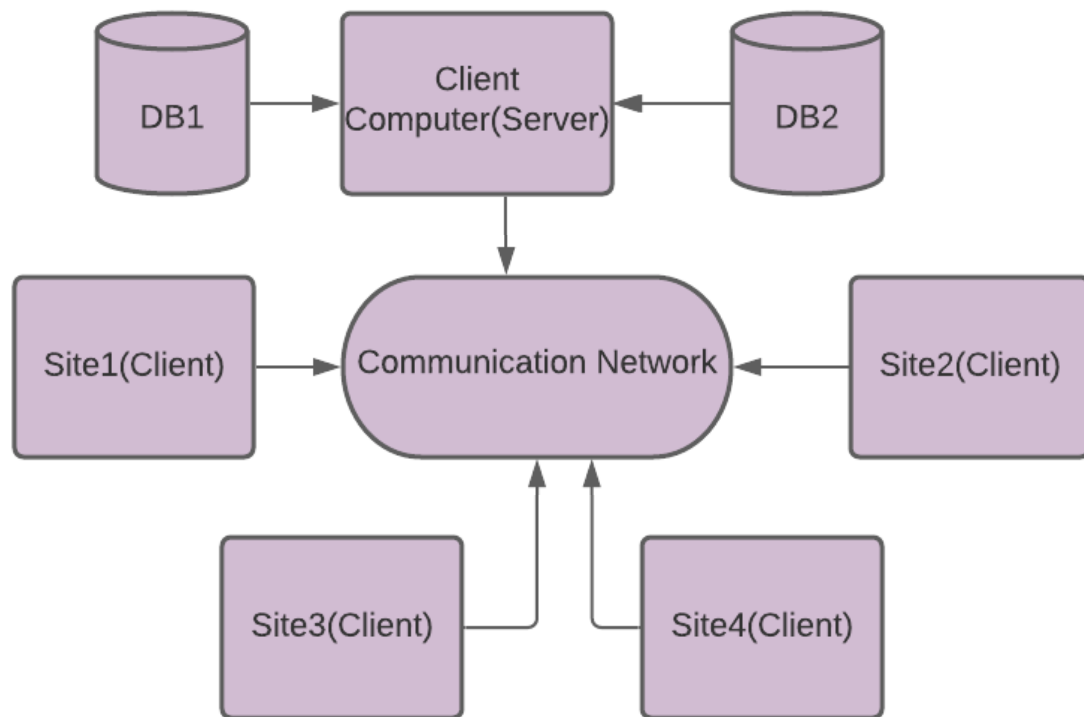 DB1
Client
Computer(Server)
DB2
Site1(Client)
Communication Network
Site2(Client)
Site3(Client)
Site4(Client)